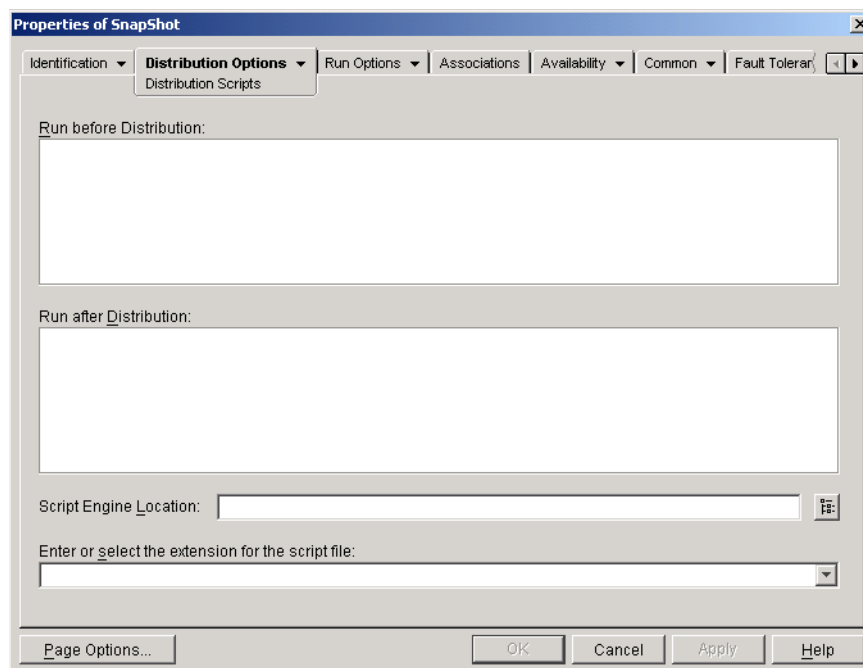 Properties of SnapShot
Identification Distribution Options Run Options Associations Availability Common Fault Toleran
Distribution Scripts
Run before Distribution:
Run after Distribution:
Script Engine Location:
Enter or select the extension for the script file:
Page Options... OK Cancel Apply Help